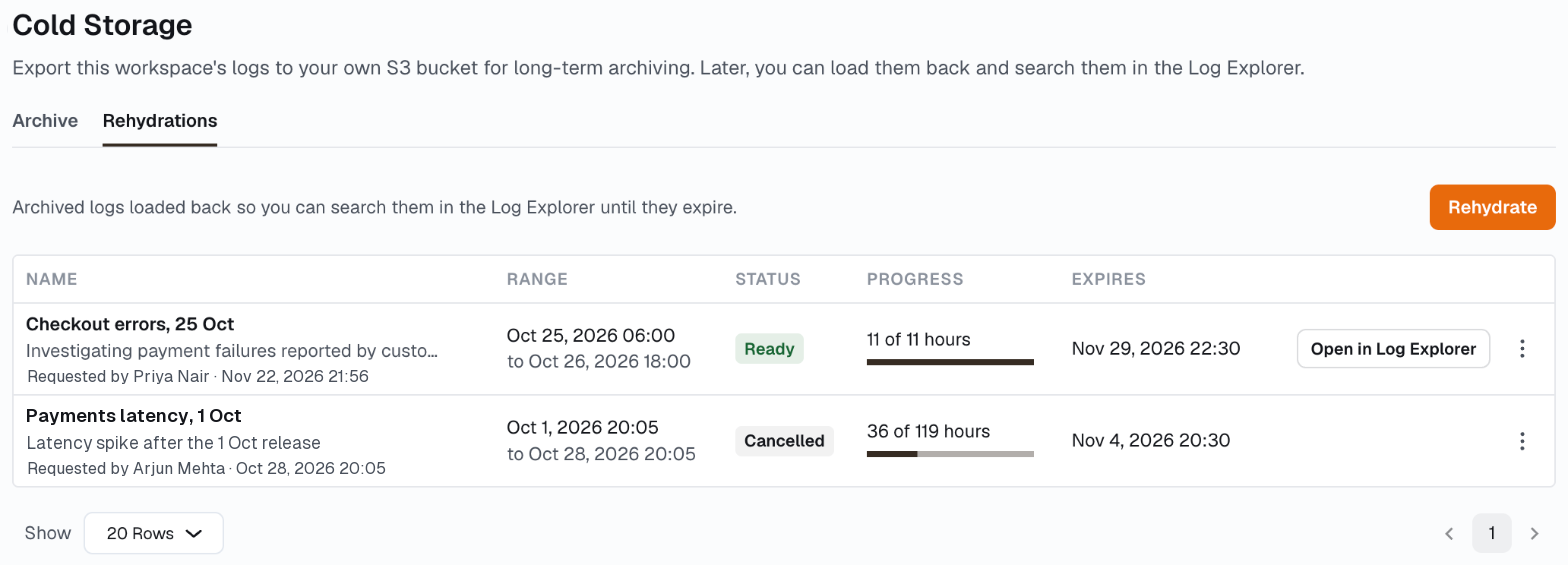 Cold Storage
Export this workspace's logs to your own S3 bucket for long-term archiving. Later, you can load them back and search them in the Log Explorer.
Archive Rehydrations
Archived logs loaded back so you can search them in the Log Explorer until they expire.
Rehydrate
NAME RANGE STATUS PROGRESS EXPIRES
Checkout errors, 25 Oct
Investigating payment failures reported by custo...
Requested by Priya Nair · Nov 22, 2026 21:56
Oct 25, 2026 06:00
to Oct 26, 2026 18:00
Ready
11 of 11 hours
Nov 29, 2026 22:30
Open in Log Explorer
Payments latency, 1 Oct
Latency spike after the 1 Oct release
Requested by Arjun Mehta · Oct 28, 2026 20:05
Oct 1, 2026 20:05
to Oct 28, 2026 20:05
Cancelled
36 of 119 hours
Nov 4, 2026 20:30
Show 20 Rows
1